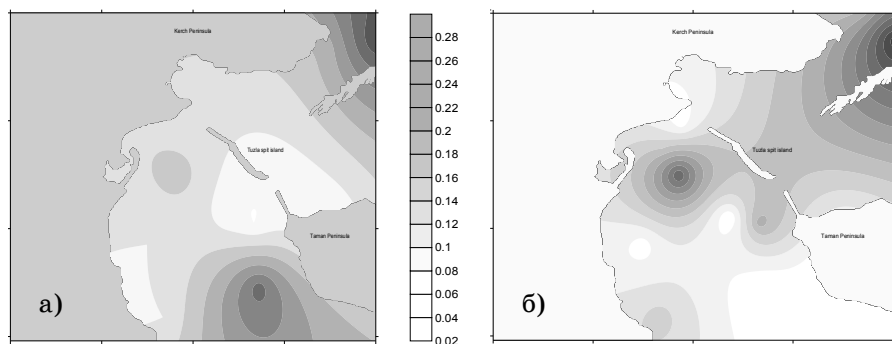 Kerch Peninsula
Tuzla spit island
Taman Peninsula
а)
0.28
0.26
0.24
0.22
0.2
0.18
0.16
0.14
0.12
0.1
0.08
0.06
0.04
0.02
Kerch Peninsula
Tuzla spit island
Taman Peninsula
б)